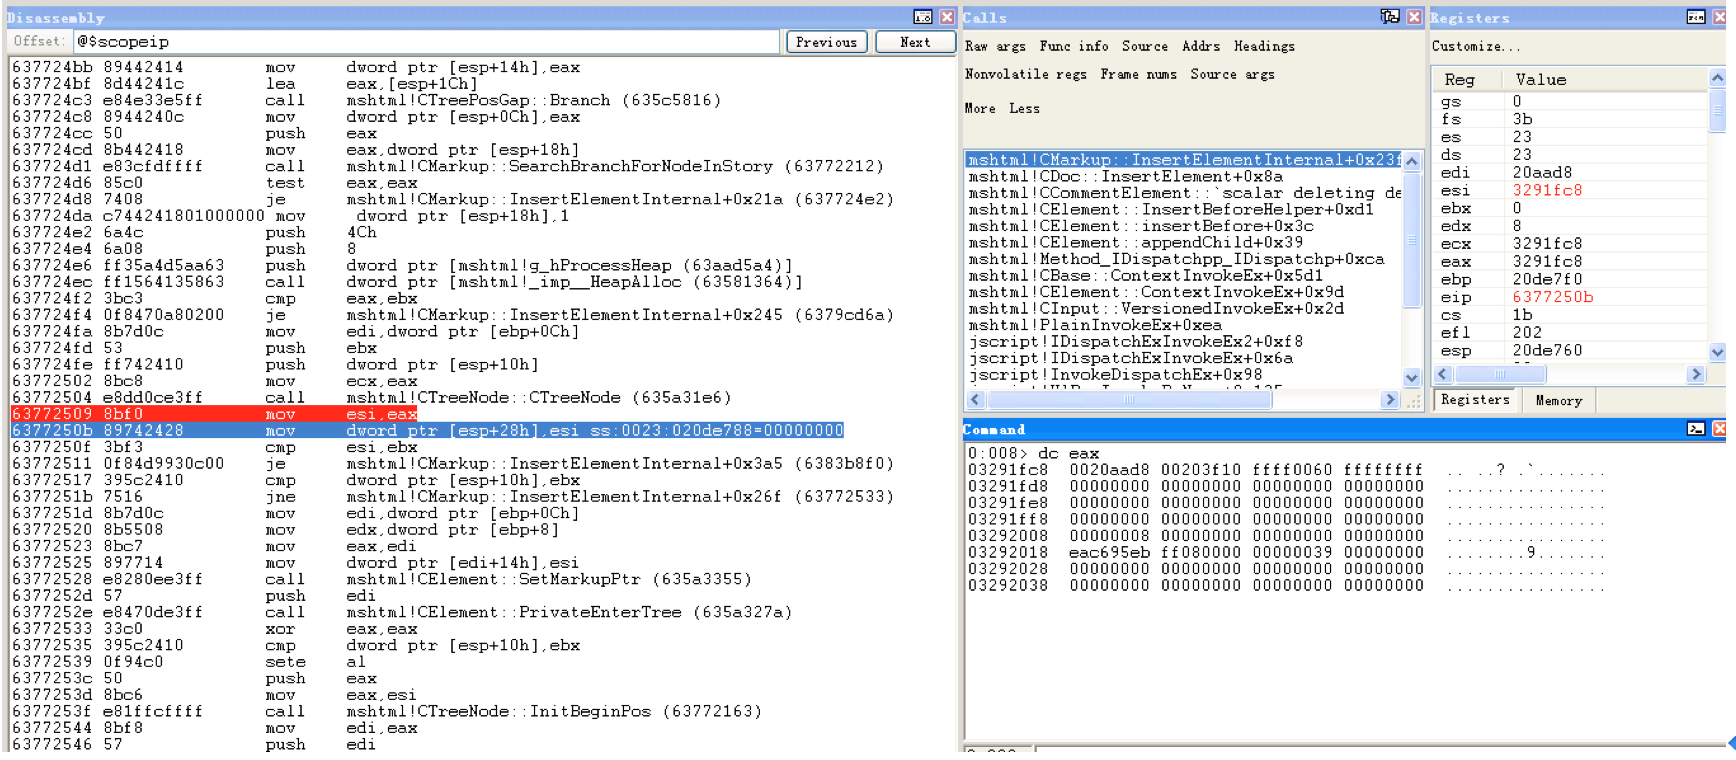 Disassembly
Offset: @$scopeip
Previous Next
637724bb 89442414 mov dword ptr [esp+14h],eax
637724bf 8d44241c lea eax,[esp+1Ch]
637724c3 e84e33e5ff call mshtml!CTreePosGap::Branch (635c5816)
637724c8 8944240c mov dword ptr [esp+0Ch],eax
637724cc 50 push eax
637724cd 8b442418 mov eax,dword ptr [esp+18h]
637724d1 e83cfdffff call mshtml!CMarkup::SearchBranchForNodeInStory (63772212)
637724d6 85c0 test eax,eax
637724d8 7408 je mshtml!CMarkup::InsertElementInternal+0x21a (637724e2)
637724da c744241801000000 mov dword ptr [esp+18h],1
637724e2 6a4c push 4Ch
637724e4 6a08 push 8
637724e6 ff35a4d5aa63 push dword ptr [mshtml!g_hProcessHeap (63aad5a4)]
637724ec ff1564135863 call dword ptr [mshtml!_imp__HeapAlloc (63581364)]
637724f2 3bc3 cmp eax,ebx
637724f4 0f8470a80200 je mshtml!CMarkup::InsertElementInternal+0x245 (6379cd6a)
637724fa 8b7d0c mov edi,dword ptr [ebp+0Ch]
637724fd 53 push ebx
637724fe ff742410 push dword ptr [esp+10h]
63772502 8bc8 mov ecx,eax
63772504 e8dd0ce3ff call mshtml!CTreeNode::CTreeNode (635a31e6)
63772509 8bf0 mov esi,eax
6377250b 89742428 mov dword ptr [esp+28h],esi ss:0023:020de788=00000000
6377250f 3bf3 cmp esi,ebx
63772511 0f84d9930c00 je mshtml!CMarkup::InsertElementInternal+0x3a5 (6383b8f0)
63772517 395c2410 cmp dword ptr [esp+10h],ebx
6377251b 7516 jne mshtml!CMarkup::InsertElementInternal+0x26f (63772533)
6377251d 8b7d0c mov edi,dword ptr [ebp+0Ch]
63772520 8b5508 mov edx,dword ptr [ebp+8]
63772523 8bc7 mov eax,edi
63772525 897714 mov dword ptr [edi+14h],esi
63772528 e8280ee3ff call mshtml!CElement::SetMarkupPtr (635a3355)
6377252d 57 push edi
6377252e e8470de3ff call mshtml!CElement::PrivateEnterTree (635a327a)
63772533 33c0 xor eax,eax
63772535 395c2410 cmp dword ptr [esp+10h],ebx
63772539 0f94c0 sete al
6377253c 50 push eax
6377253d 8bc6 mov eax,esi
6377253f e81ffcffff call mshtml!CTreeNode::InitBeginPos (63772163)
63772544 8bf8 mov edi,eax
63772546 57 push edi
Calls
Raw args Func info Source Addrs Headings
Nonvolatile regs Frame nums Source args
More Less
mshtml!CMarkup::InsertElementInternal+0x23f
mshtml!CDoc::InsertElement+0x8a
mshtml!CCommentElement::`scalar deleting de
mshtml!CElement::InsertBeforeHelper+0xd1
mshtml!CElement::insertBefore+0x3c
mshtml!CElement::appendChild+0x39
mshtml!Method_IDispatchpp_IDispatchp+0xca
mshtml!CBase::ContextInvokeEx+0x5d1
mshtml!CElement::ContextInvokeEx+0x9d
mshtml!CInput::VersionedInvokeEx+0x2d
mshtml!PlainInvokeEx+0xea
jscript!IDispatchExInvokeEx2+0xf8
jscript!IDispatchExInvokeEx+0x6a
jscript!InvokeDispatchEx+0x98
Registers
Customize...
Reg Value
gs 0
fs 3b
es 23
ds 23
edi 20aad8
esi 3291fc8
ebx 0
edx 8
ecx 3291fc8
eax 3291fc8
ebp 20de7f0
eip 6377250b
cs 1b
efl 202
esp 20de760
Registers Memory
Command
0:008> dc eax
03291fc8 0020aad8 00203f10 ffff0060 ffffffff .. ..? .`.......
03291fd8 00000000 00000000 00000000 00000000 ................
03291fe8 00000000 00000000 00000000 00000000 ................
03291ff8 00000000 00000000 00000000 00000000 ................
03292008 00000008 00000000 00000000 00000000 ................
03292018 eac695eb ff080000 00000039 00000000 ........9.......
03292028 00000000 00000000 00000000 00000000 ................
03292038 00000000 00000000 00000000 00000000 ................